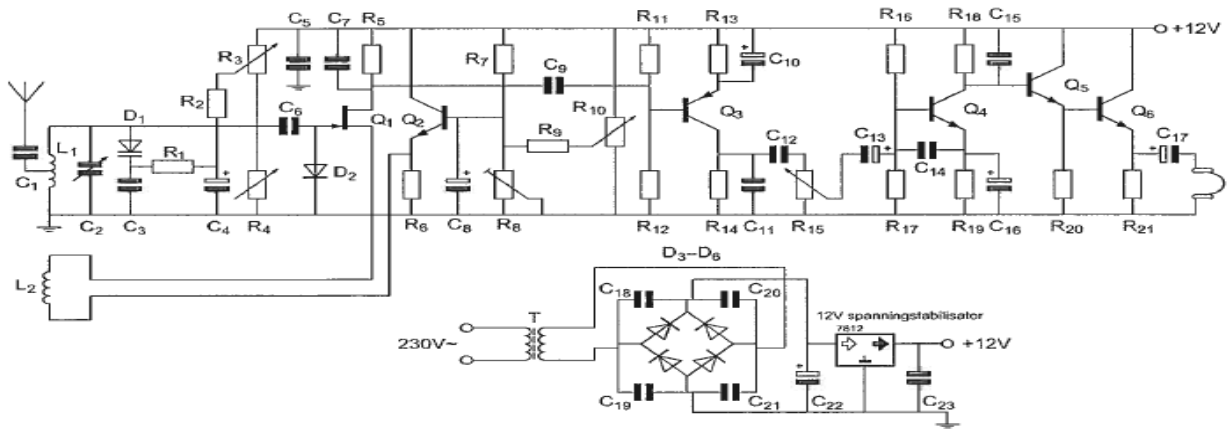 R11 R13 R16 R18 C15
C5 C7 R5 +12V
R3 R7 C9 C10
R2 C6 R10 Q5
D1 Q1 Q2 Q3 Q4 Q6
L1 R1 R9 C12 C13 C17
C1 D2 C14
C2 C3 C4 R4 R6 C8 R8 R12 R14 C11 R15 R17 R19 C16 R20 R21
D3--D6
L2
C18 C20
12V spanningstabilisator
T 7812
230V~ +12V
C19 C21 C22 C23